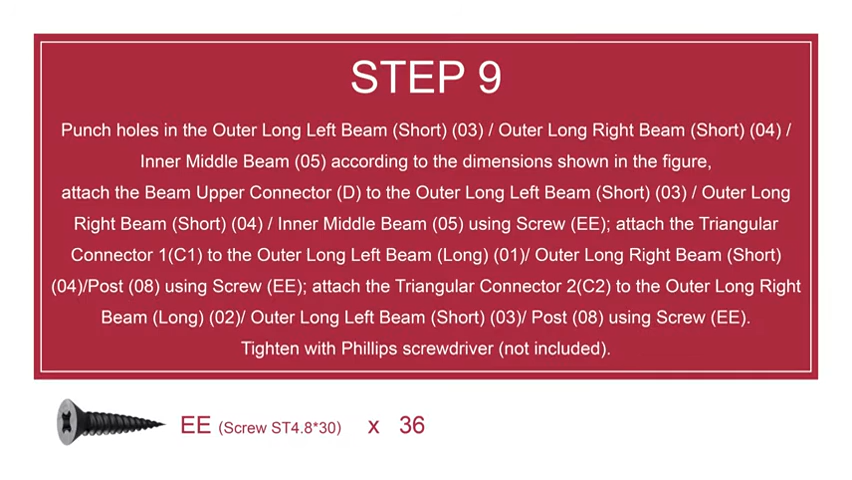 STEP 9
Punch holes in the Outer Long Left Beam (Short) (03) / Outer Long Right Beam (Short) (04) /
Inner Middle Beam (05) according to the dimensions shown in the figure,
attach the Beam Upper Connector (D) to the Outer Long Left Beam (Short) (03) / Outer Long
Right Beam (Short) (04) / Inner Middle Beam (05) using Screw (EE); attach the Triangular
Connector 1(C1) to the Outer Long Left Beam (Long) (01)/ Outer Long Right Beam (Short)
(04)/Post (08) using Screw (EE); attach the Triangular Connector 2(C2) to the Outer Long Right
Beam (Long) (02)/ Outer Long Left Beam (Short) (03)/ Post (08) using Screw (EE).
Tighten with Phillips screwdriver (not included).
EE (Screw ST4.8*30) x 36